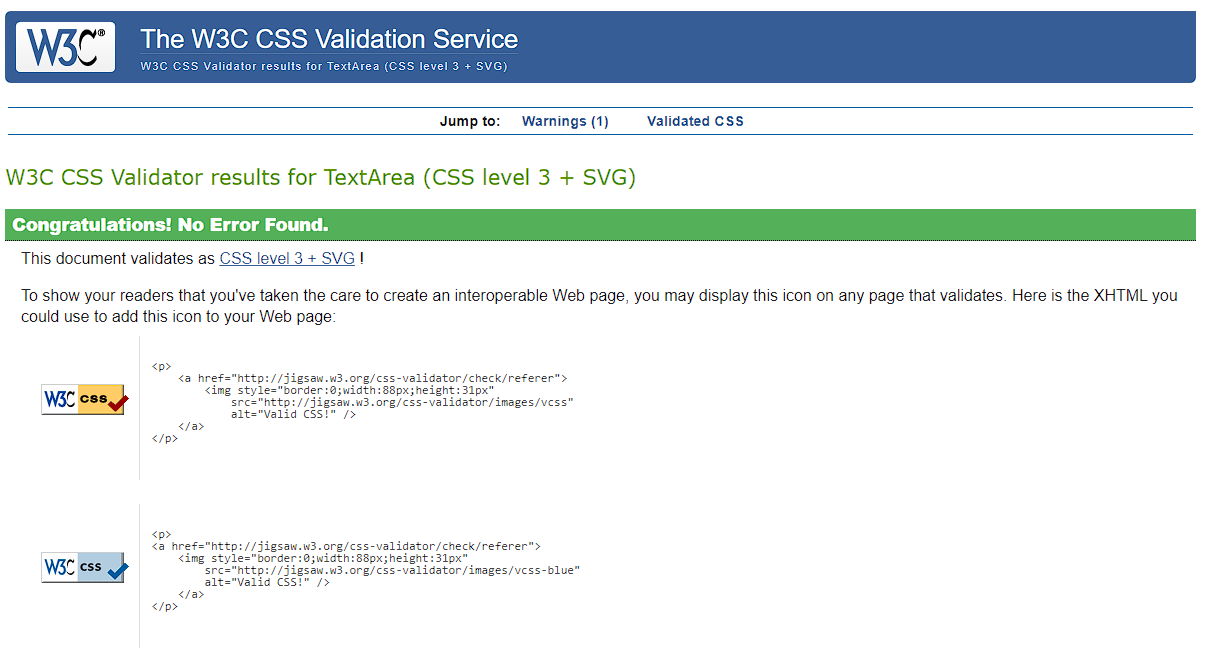 W3C®
The W3C CSS Validation Service
W3C CSS Validator results for TextArea (CSS level 3 + SVG)
Jump to: Warnings (1) Validated CSS
W3C CSS Validator results for TextArea (CSS level 3 + SVG)
Congratulations! No Error Found.
This document validates as CSS level 3 + SVG !
To show your readers that you've taken the care to create an interoperable Web page, you may display this icon on any page that validates. Here is the XHTML you
could use to add this icon to your Web page:
W3C css
<p>
<a href="http://jigsaw.w3.org/css-validator/check/referer">
<img style="border:0;width:88px;height:31px"
src="http://jigsaw.w3.org/css-validator/images/vcss"
alt="Valid CSS!" />
</a>
</p>
W3C css
<p>
<a href="http://jigsaw.w3.org/css-validator/check/referer">
<img style="border:0;width:88px;height:31px"
src="http://jigsaw.w3.org/css-validator/images/vcss-blue"
alt="Valid CSS!" />
</a>
</p>